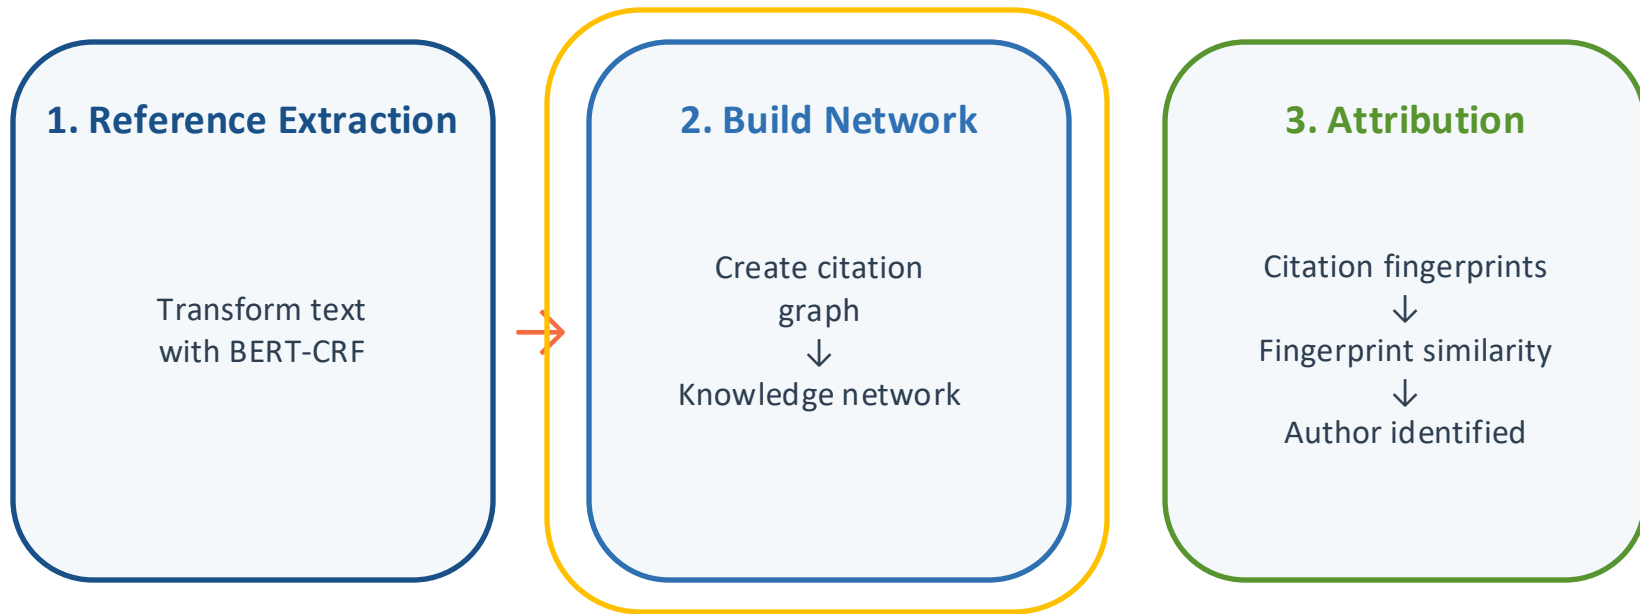 1. Reference Extraction
Transform text
with BERT-CRF
→
2. Build Network
Create citation
graph
↓
Knowledge network
3. Attribution
Citation fingerprints
↓
Fingerprint similarity
↓
Author identified